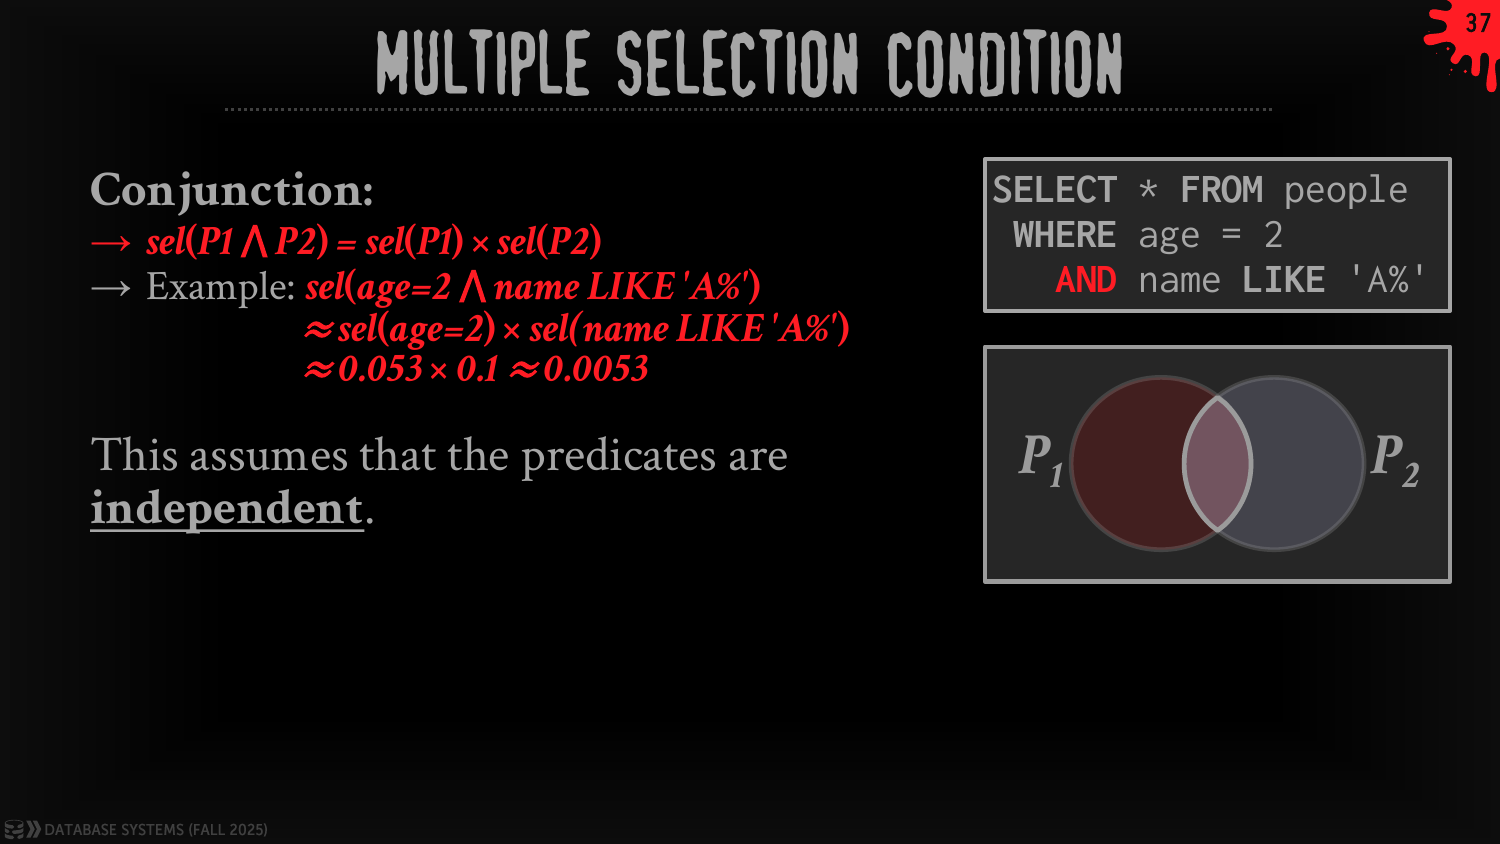 37
MULTIPLE SELECTION CONDITION
Conjunction:
→ sel(P1 ⋀ P2) = sel(P1) × sel(P2)
→ Example: sel(age=2 ⋀ name LIKE 'A%')
≈ sel(age=2) × sel(name LIKE 'A%')
≈ 0.053 × 0.1 ≈ 0.0053
This assumes that the predicates are
independent.
SELECT * FROM people
WHERE age = 2
AND name LIKE 'A%'
P1 P2
DATABASE SYSTEMS (FALL 2025)